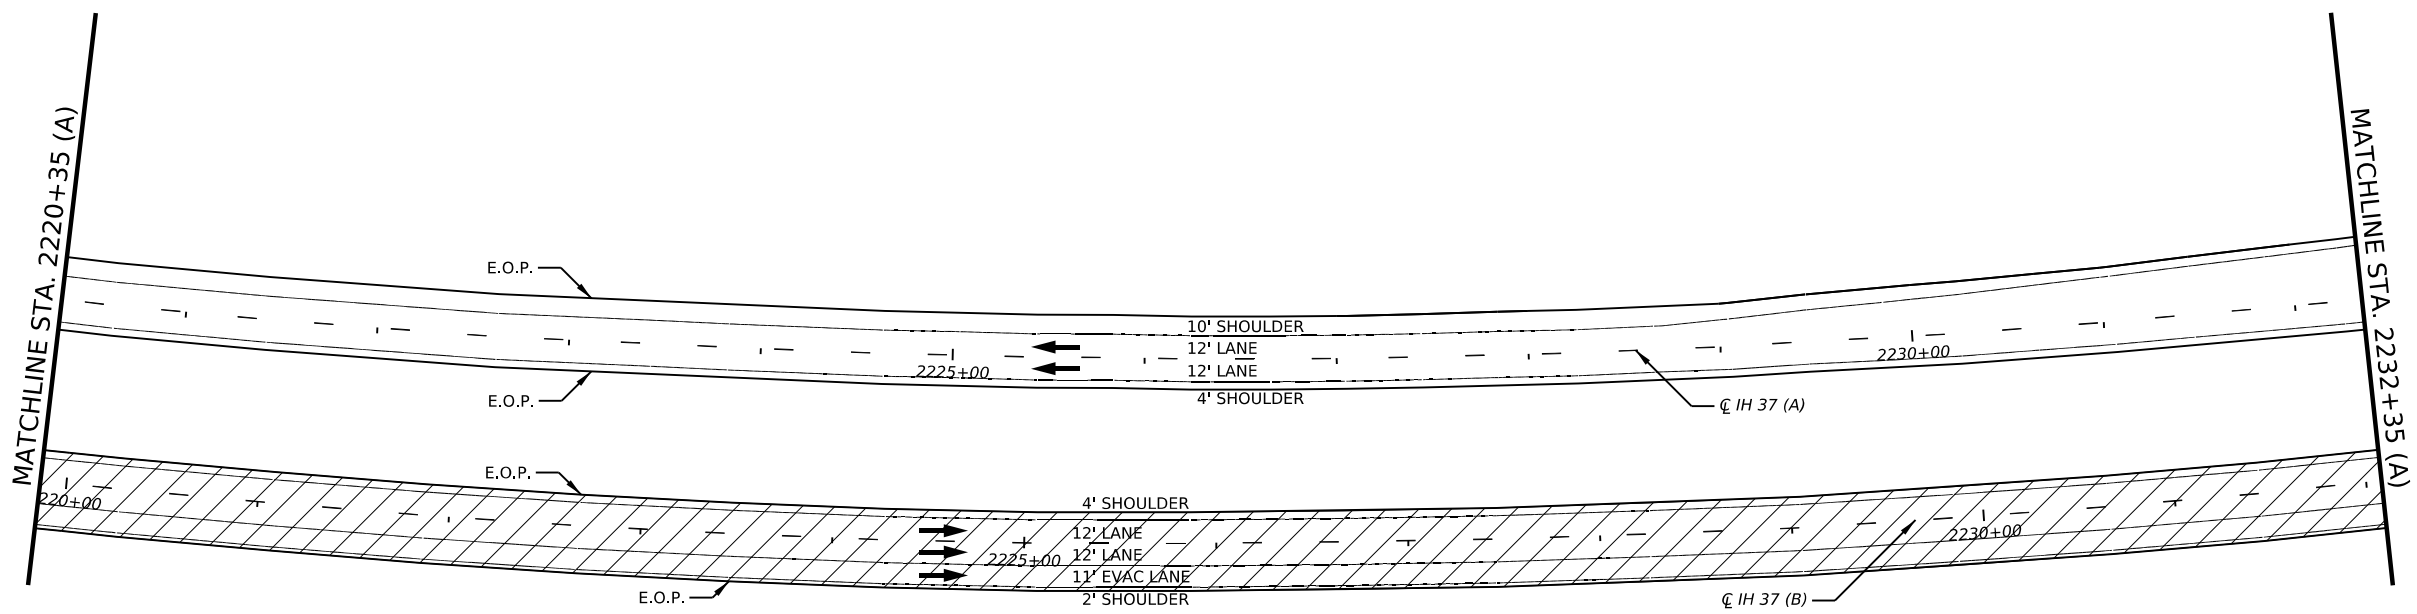 MATCHLINE STA. 2220+35 (A)
MATCHLINE STA. 2232+35 (A)
E.O.P.
10' SHOULDER
12' LANE
12' LANE
4' SHOULDER
2225+00
2230+00
E.O.P.
℄ IH 37 (A)
E.O.P.
220+00
4' SHOULDER
12' LANE
12' LANE
11' EVAC LANE
2' SHOULDER
2225+00
2230+00
E.O.P.
℄ IH 37 (B)